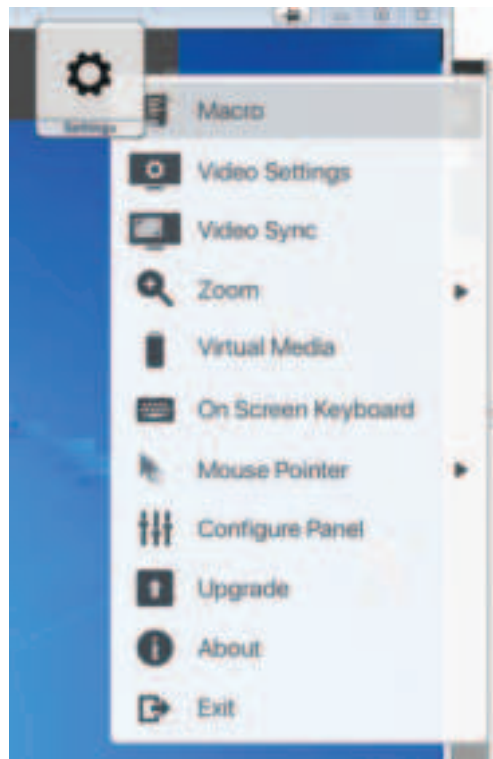 Settings
Macro
Video Settings
Video Sync
Zoom
Virtual Media
On Screen Keyboard
Mouse Pointer
Configure Panel
Upgrade
About
Exit